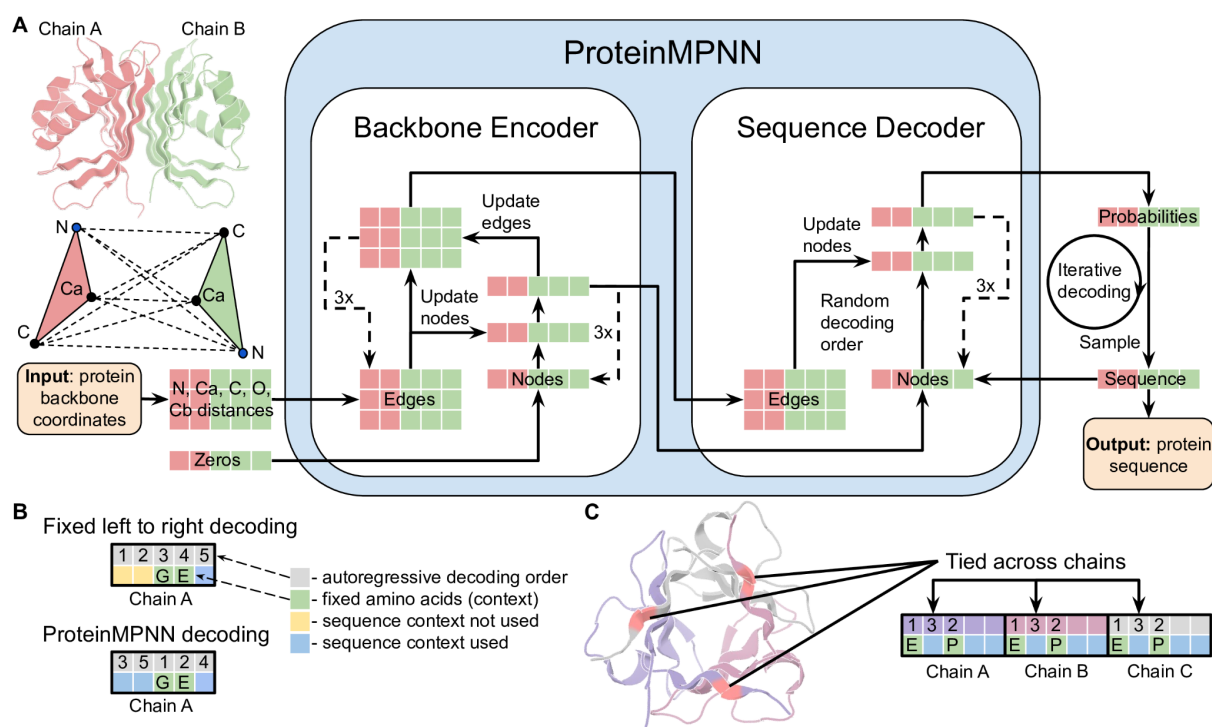 A
Chain A
Chain B
ProteinMPNN
Backbone Encoder
Sequence Decoder
N
C
Ca
Ca
C
N
Input: protein
backbone
coordinates
N, Ca, C, O,
Cb distances
Zeros
Update
edges
3x
Update
nodes
3x
Edges
Nodes
Update
nodes
Random
decoding
order
3x
Edges
Nodes
Probabilities
Iterative
decoding
Sample
Sequence
Output: protein
sequence
B
Fixed left to right decoding
1 2 3 4 5
G E
Chain A
- autoregressive decoding order
- fixed amino acids (context)
- sequence context not used
- sequence context used
ProteinMPNN decoding
3 5 1 2 4
G E
Chain A
C
Tied across chains
1 3 2 1 3 2 1 3 2
E P E P E P
Chain A Chain B Chain C